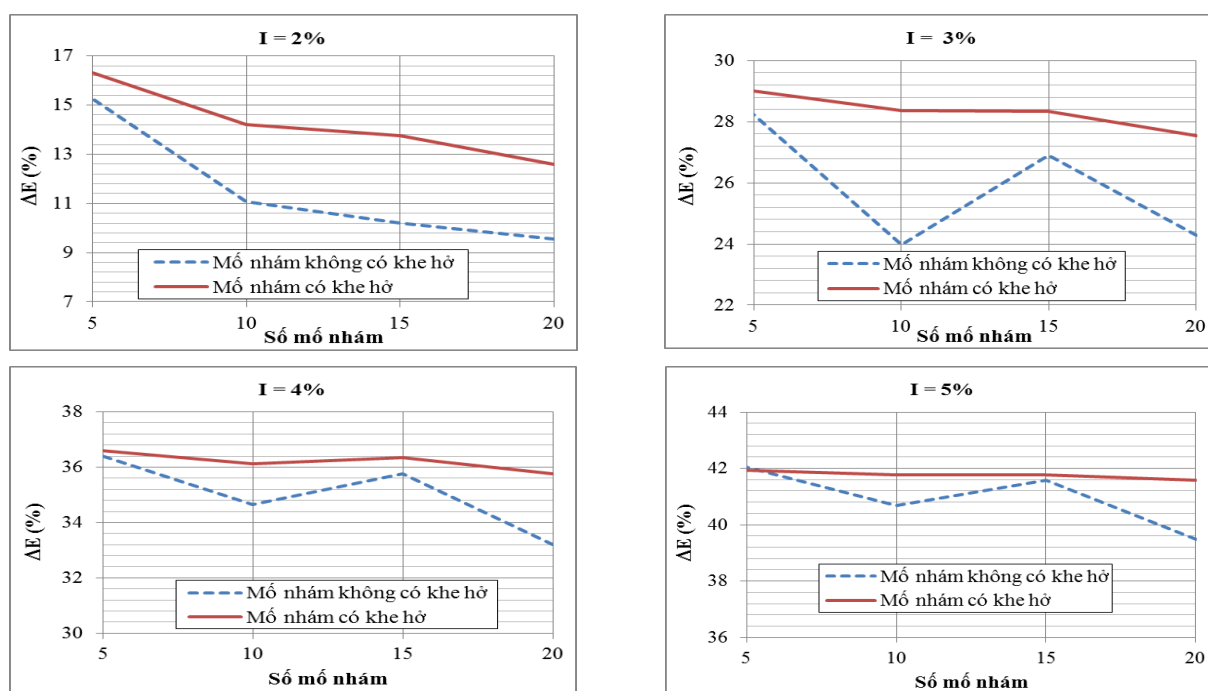 I = 2%
17
15
13
11
9
7
ΔE (%)
Mố nhám không có khe hở
Mố nhám có khe hở
5 10 15 20
Số mố nhám
I = 3%
30
28
26
24
22
ΔE (%)
Mố nhám không có khe hở
Mố nhám có khe hở
5 10 15 20
Số mố nhám
I = 4%
38
36
34
32
30
ΔE (%)
Mố nhám không có khe hở
Mố nhám có khe hở
5 10 15 20
Số mố nhám
I = 5%
44
42
40
38
36
ΔE (%)
Mố nhám không có khe hở
Mố nhám có khe hở
5 10 15 20
Số mố nhám